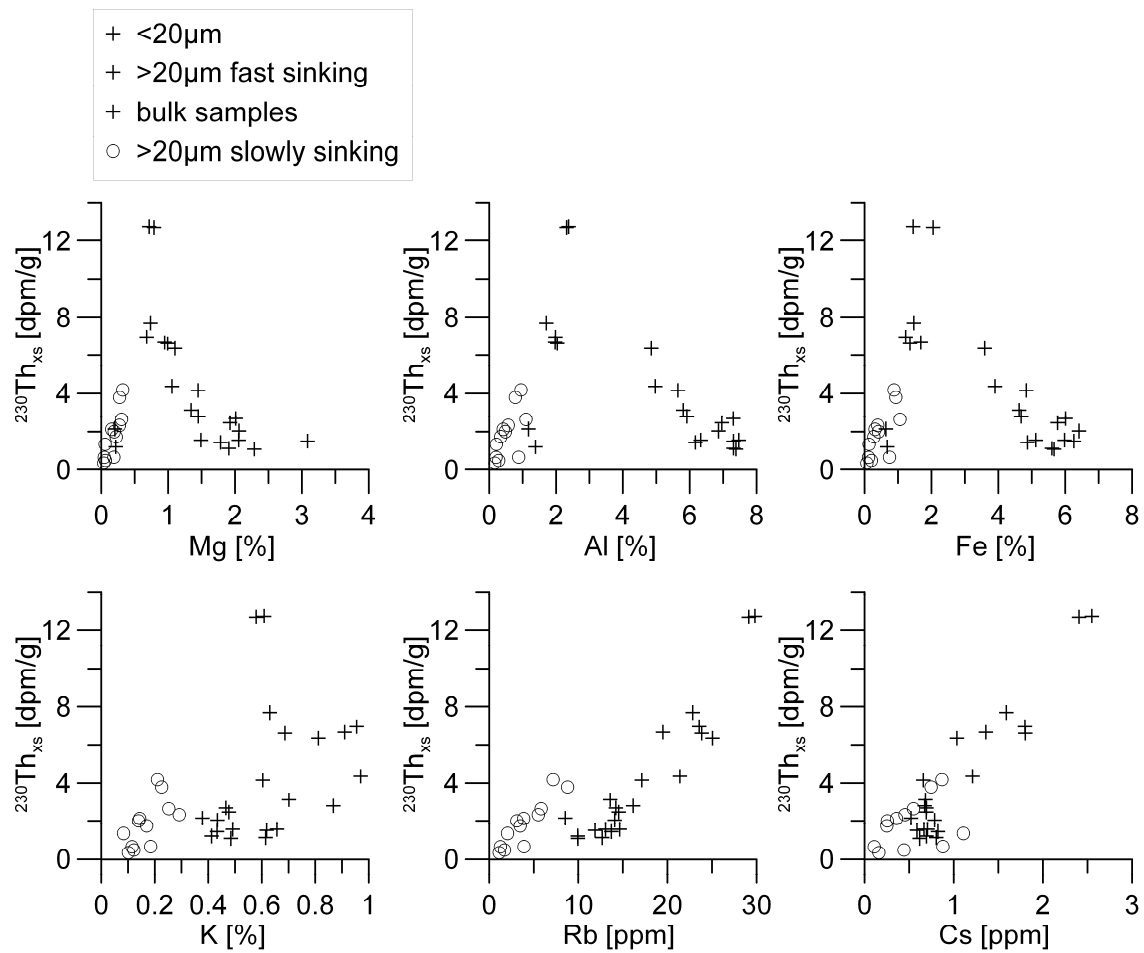 <20µm
>20µm fast sinking
bulk samples
>20µm slowly sinking
230Thxs [dpm/g]
12
8
4
0
0 1 2 3 4
Mg [%]
230Thxs [dpm/g]
12
8
4
0
0 2 4 6 8
Al [%]
230Thxs [dpm/g]
12
8
4
0
0 2 4 6 8
Fe [%]
230Thxs [dpm/g]
12
8
4
0
0 0.2 0.4 0.6 0.8 1
K [%]
230Thxs [dpm/g]
12
8
4
0
0 10 20 30
Rb [ppm]
230Thxs [dpm/g]
12
8
4
0
0 1 2 3
Cs [ppm]